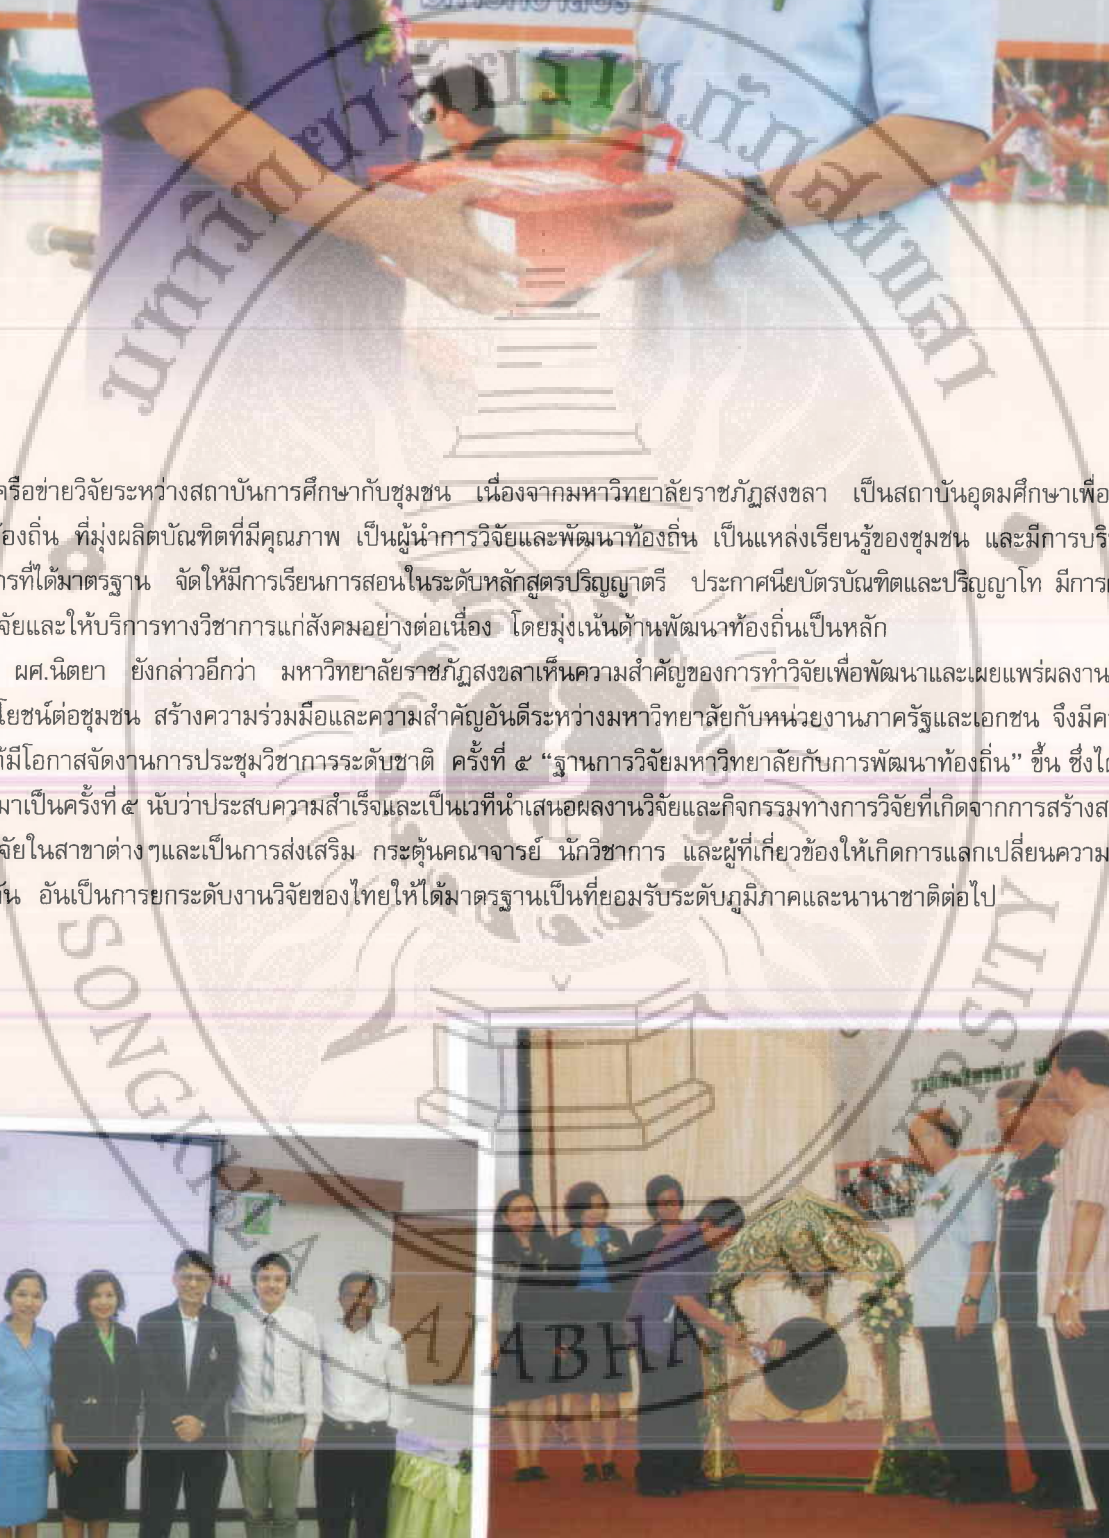 มหาวิทยาลัยราชภัฏสงขลา
ครือข่ายวิจัยระหว่างสถาบันการศึกษากับชุมชน เนื่องจากมหาวิทยาลัยราชภัฏสงขลา เป็นสถาบันอุดมศึกษาเพื่อ
้องถิ่น ที่มุ่งผลิตบัณฑิตที่มีคุณภาพ เป็นผู้นำการวิจัยและพัฒนาท้องถิ่น เป็นแหล่งเรียนรู้ของชุมชน และมีการบริ
ารที่ได้มาตรฐาน จัดให้มีการเรียนการสอนในระดับหลักสูตรปริญญาตรี ประกาศนียบัตรบัณฑิตและปริญญาโท มีการ
จัยและให้บริการทางวิชาการแก่สังคมอย่างต่อเนื่อง โดยมุ่งเน้นด้านพัฒนาท้องถิ่นเป็นหลัก
ผศ.นิตยา ยังกล่าวอีกว่า มหาวิทยาลัยราชภัฏสงขลาเห็นความสำคัญของการทำวิจัยเพื่อพัฒนาและเผยแพร่ผลงาน
โยชน์ต่อชุมชน สร้างความร่วมมือและความสำคัญอันดีระหว่างมหาวิทยาลัยกับหน่วยงานภาครัฐและเอกชน จึงมีค
้มีโอกาสจัดงานการประชุมวิชาการระดับชาติ ครั้งที่ ๕ “ฐานการวิจัยมหาวิทยาลัยกับการพัฒนาท้องถิ่น” ขึ้น ซึ่งได
มาเป็นครั้งที่ ๕ นับว่าประสบความสำเร็จและเป็นเวทีนำเสนอผลงานวิจัยและกิจกรรมทางการวิจัยที่เกิดจากการสร้างส
จัยในสาขาต่างๆและเป็นการส่งเสริม กระตุ้นคณาจารย์ นักวิชาการ และผู้ที่เกี่ยวข้องให้เกิดการแลกเปลี่ยนความ
ัน อันเป็นการยกระดับงานวิจัยของไทยให้ได้มาตรฐานเป็นที่ยอมรับระดับภูมิภาคและนานาชาติต่อไป
SONGKHLA RAJABHAT UNIVERSITY